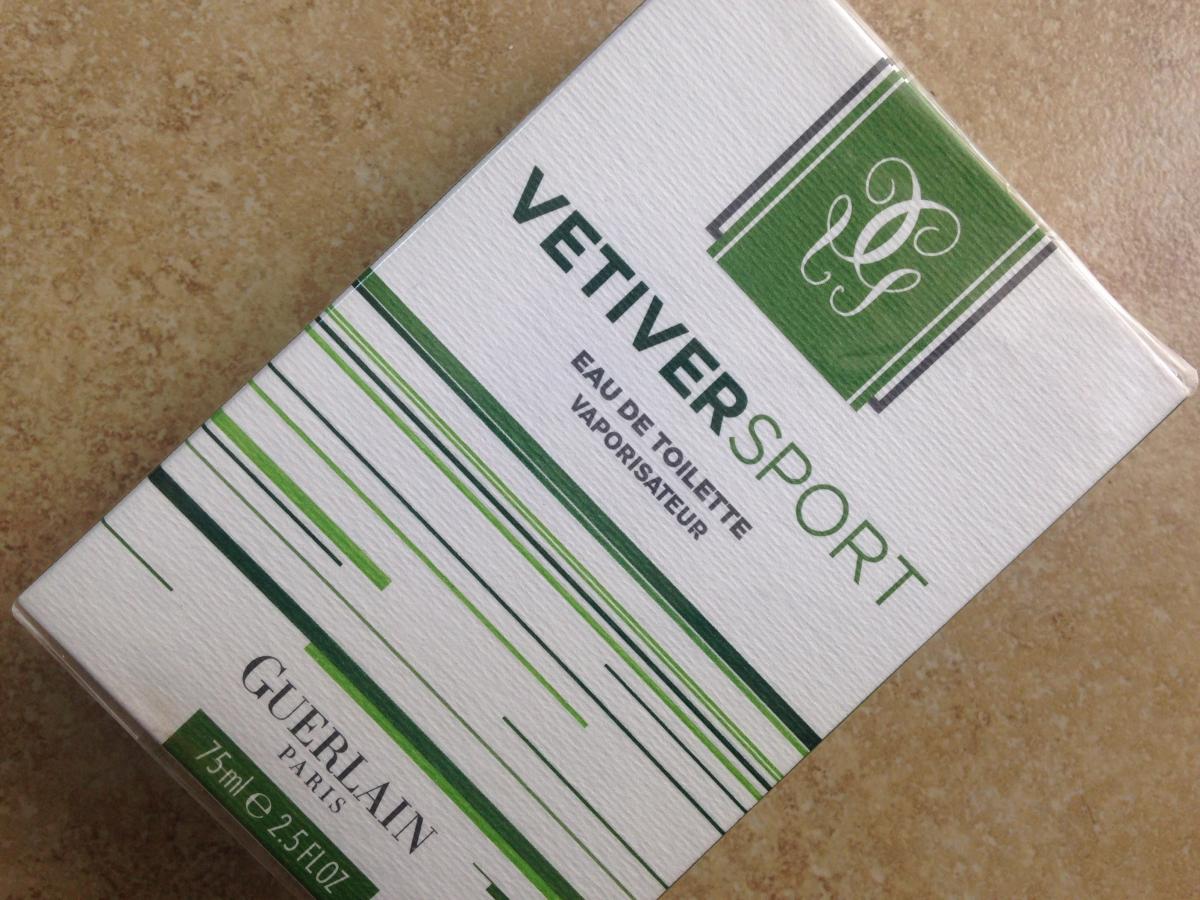 VETIVERSPORT
EAU DE TOILETTE
VAPORISATEUR
GUERLAIN
PARIS
75ml ℮ 2.5 FL OZ